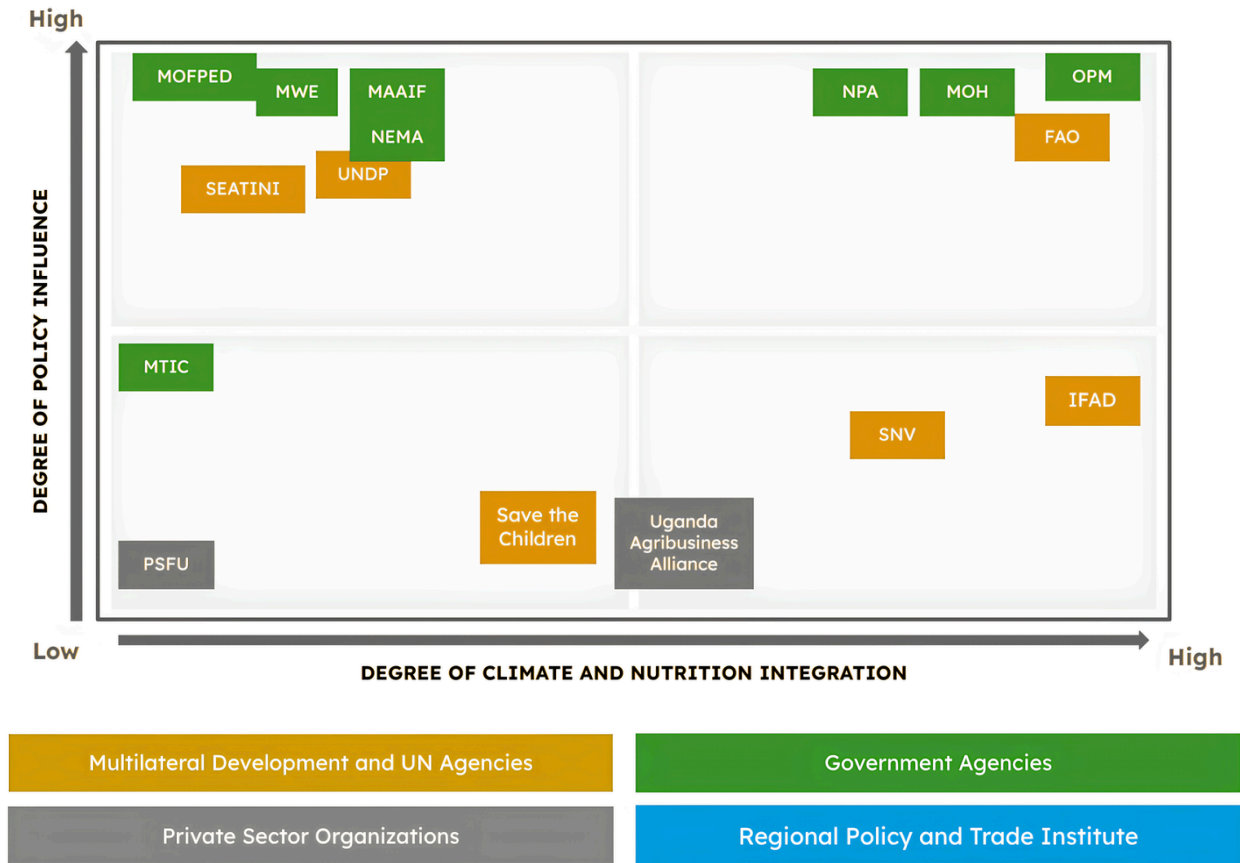 High
MOFPED
MWE
MAAIF
NEMA
UNDP
SEATINI
NPA
MOH
OPM
FAO
DEGREE OF POLICY INFLUENCE
MTIC
PSFU
Save the
Children
Uganda
Agribusiness
Alliance
SNV
IFAD
Low
High
DEGREE OF CLIMATE AND NUTRITION INTEGRATION
Multilateral Development and UN Agencies
Government Agencies
Private Sector Organizations
Regional Policy and Trade Institute